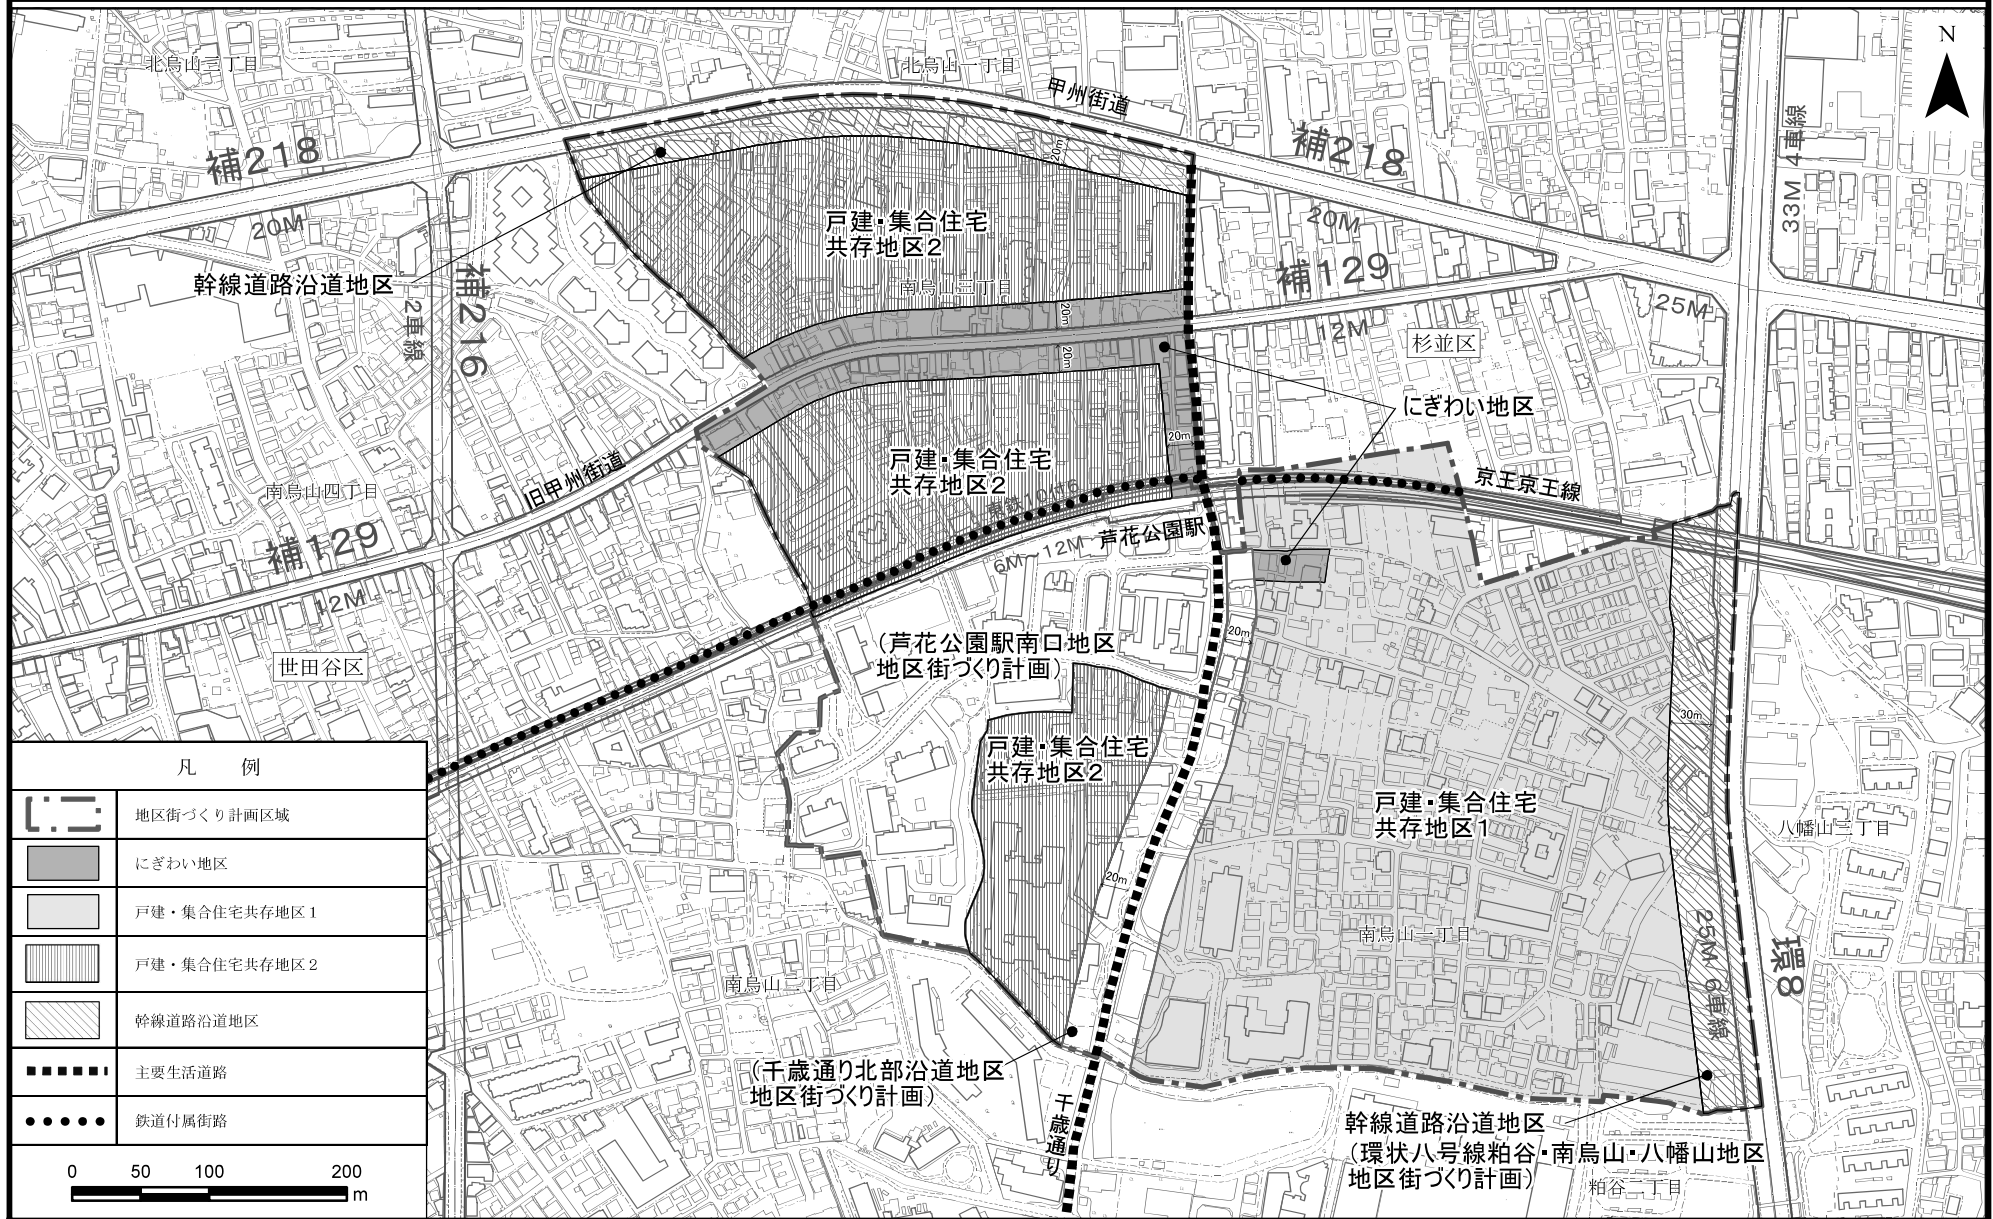 北烏山三丁目
北烏山一丁目
甲州街道
N
補218
補218
33M 4車線
20m
20M
20M
戸建・集合住宅
共存地区2
補129
幹線道路沿道地区
補216
2車線
南烏山三丁目
20m
20m
12M
25M
杉並区
にぎわい地区
20m
戸建・集合住宅
共存地区2
旧甲州街道
南烏山四丁目
東鉄10付6
京王京王線
補129
12M
6M～12M
芦花公園駅
20m
世田谷区
(芦花公園駅南口地区
地区街づくり計画)
30m
戸建・集合住宅
共存地区2
戸建・集合住宅
共存地区1
八幡山三丁目
20m
南烏山一丁目
25M 6車線
環8
南烏山二丁目
(千歳通り北部沿道地区
地区街づくり計画)
千歳通り
幹線道路沿道地区
(環状八号線粕谷・南烏山・八幡山地区
地区街づくり計画)
粕谷二丁目
凡 例
地区街づくり計画区域
にぎわい地区
戸建・集合住宅共存地区1
戸建・集合住宅共存地区2
幹線道路沿道地区
主要生活道路
鉄道付属街路
0 50 100 200
m